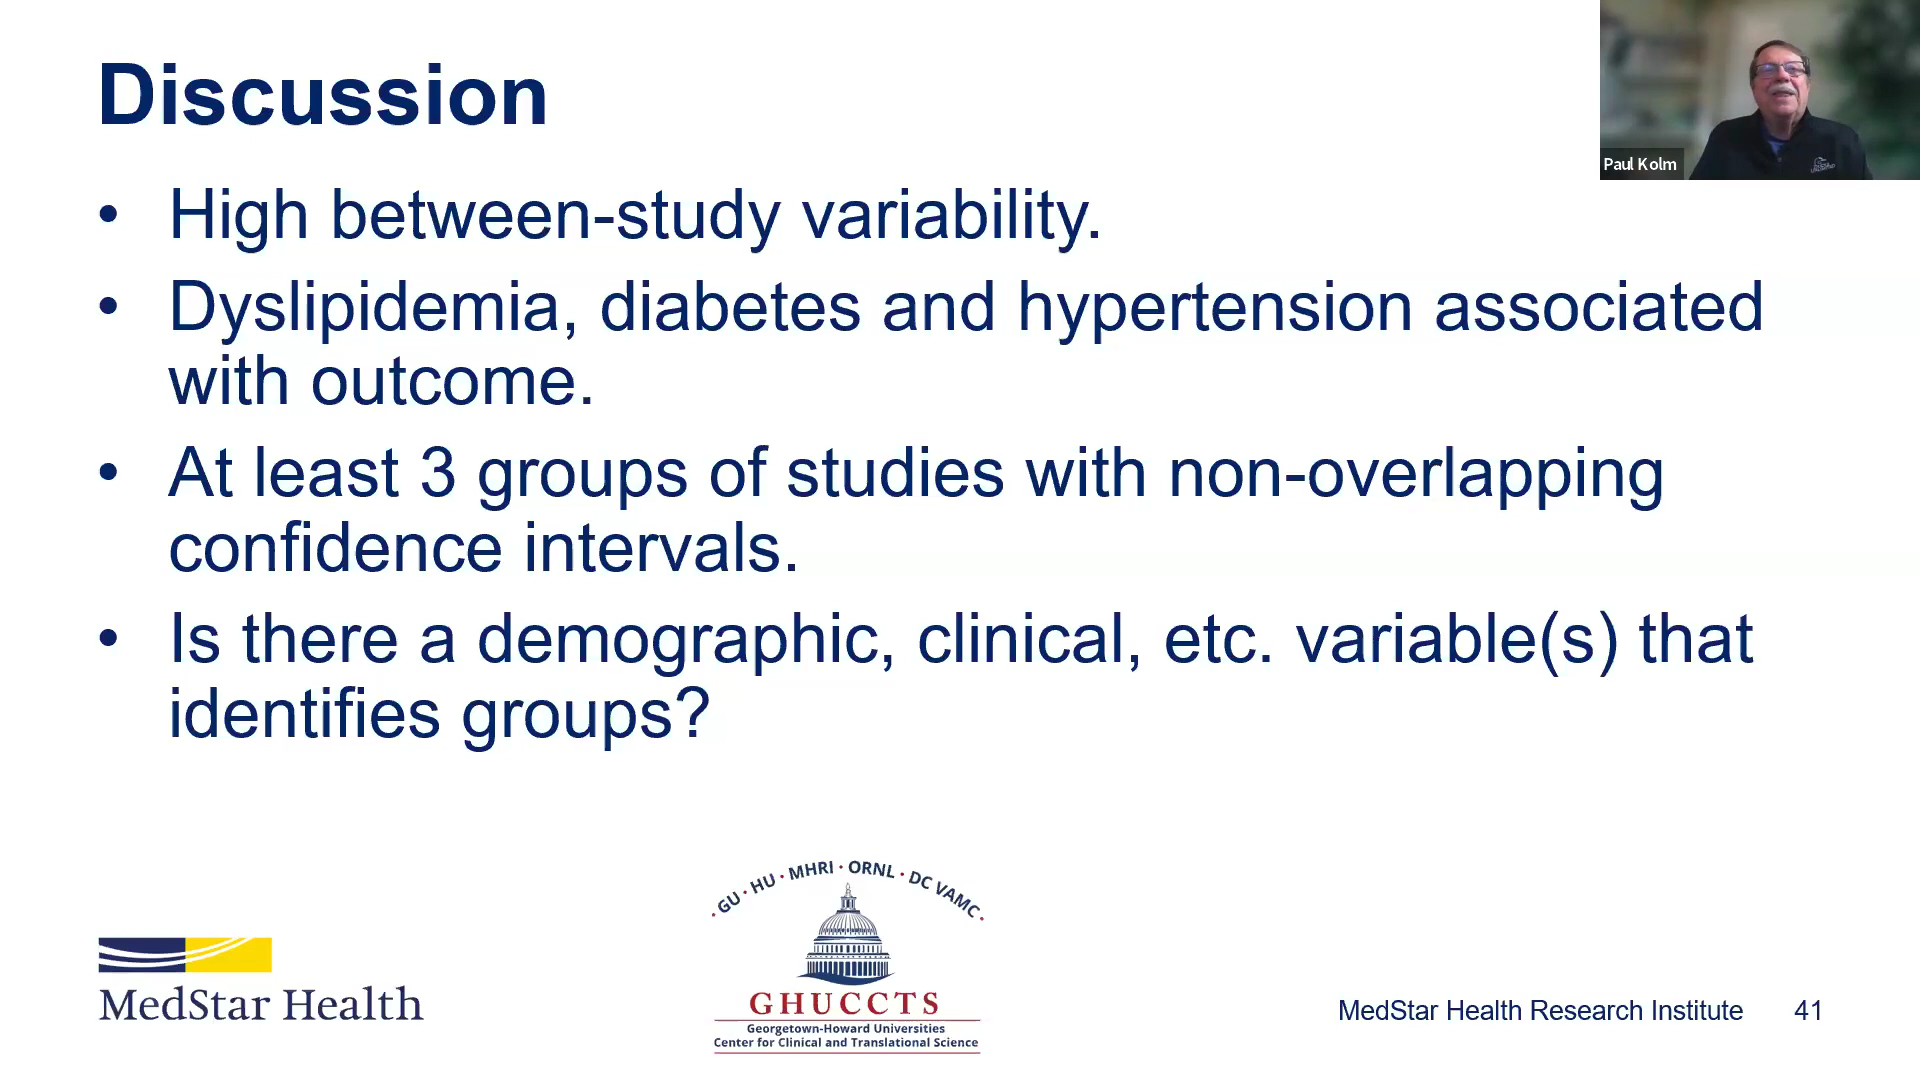 Discussion
Paul Kolm
• High between-study variability.
• Dyslipidemia, diabetes and hypertension associated
with outcome.
• At least 3 groups of studies with non-overlapping
confidence intervals.
• Is there a demographic, clinical, etc. variable(s) that
identifies groups?
· GU · HU · MHRI · ORNL · DC VAMC ·
MedStar Health
GHUCCTS
Georgetown-Howard Universities
Center for Clinical and Translational Science
MedStar Health Research Institute 41